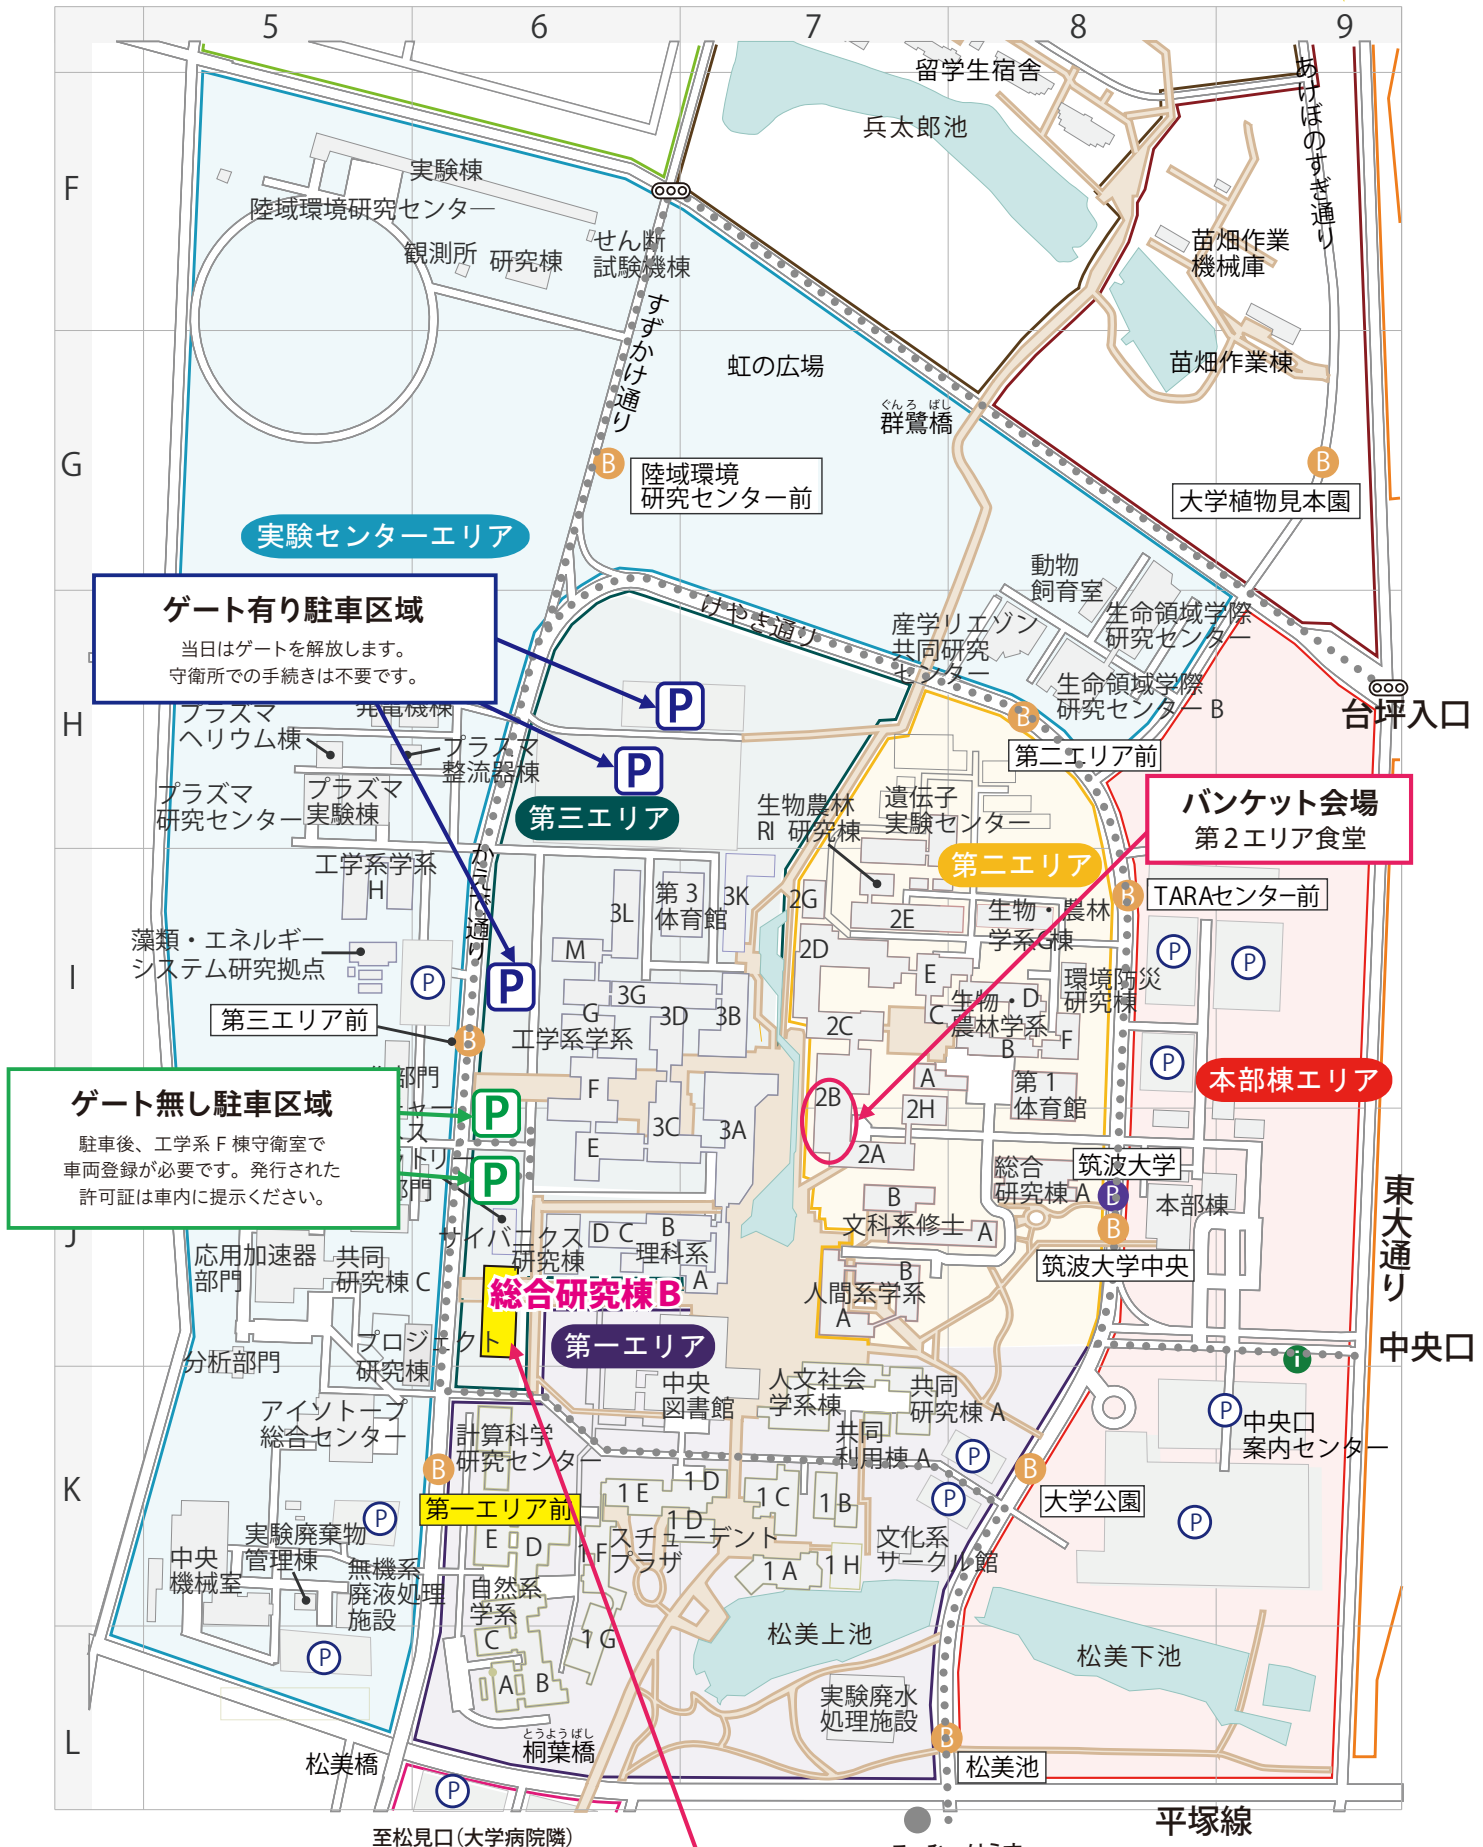 5
6
7
8
9
留学生宿舎
兵太郎池
あけぼのすぎ通り
F
実験棟
陸域環境研究センター
観測所
研究棟
せん断
試験機棟
すずかけ通り
苗畑作業
機械庫
苗畑作業棟
虹の広場
ぐんろ ばし
群鷺橋
G
B
陸域環境
研究センター前
B
大学植物見本園
実験センターエリア
動物
飼育室
ゲート有り駐車区域
当日はゲートを解放します。
守衛所での手続きは不要です。
けやき通り
産学リエゾン
共同研究
センター
生命領域学際
研究センター
生命領域学際
研究センター B
H
P
B
第二エリア前
台坪入口
発電機棟
プラズマ
ヘリウム棟
プラズマ
整流器棟
P
プラズマ
研究センター
プラズマ
実験棟
第三エリア
生物農林
RI 研究棟
遺伝子
実験センター
バンケット会場
第2エリア食堂
第二エリア
かえで通り
工学系学系
H
3L
第 3
体育館
3K
2G
2E
生物・農林
学系G棟
B
TARAセンター前
藻類・エネルギー
システム研究拠点
I
P
P
M
3G
G
工学系学系
3D
3B
2D
2C
E
生物・
農林学系
D
C
B
F
環境防災
研究棟
P
P
P
第三エリア前
B
本部棟エリア
部門
ゲート無し駐車区域
駐車後、工学系 F 棟守衛室で
車両登録が必要です。発行された
許可証は車内に提示ください。
P
P
F
E
3C
3A
2B
A
2H
2A
第 1
体育館
総合
研究棟 A
筑波大学
B
B
本部棟
筑波大学中央
東大通り
J
サイバニクス
研究棟
D
C
B
理科系
A
B
文科系修士
A
B
人間系学系
A
応用加速器
部門
共同
研究棟 C
総合研究棟B
第一エリア
プロジェクト
研究棟
分析部門
中央口
i
中央
図書館
人文社会
学系棟
共同
研究棟 A
共同
利用棟 A
アイソトープ
総合センター
計算科学
研究センター
P
中央口
案内センター
K
B
P
P
B
大学公園
P
第一エリア前
1 E
1 D
1 D
1 C
1 B
スチューデント
プラザ
文化系
サークル館
E
D
1 F
1 A
1 H
P
実験廃棄物
管理棟
中央
機械室
無機系
廃液処理
施設
自然系
学系
C
1 G
A
B
P
松美上池
松美下池
実験廃水
処理施設
L
とうようばし
桐葉橋
松美橋
P
B
松美池
平塚線
至松見口（大学病院隣）